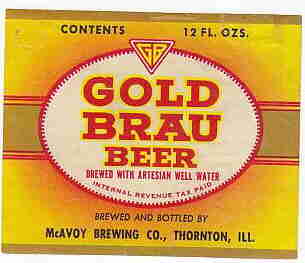 CONTENTS 12 FL. OZS.
GB
GOLD
BRAU
BEER
BREWED WITH ARTESIAN WELL WATER
INTERNAL REVENUE TAX PAID
BREWED AND BOTTLED BY
McAVOY BREWING CO., THORNTON, ILL.